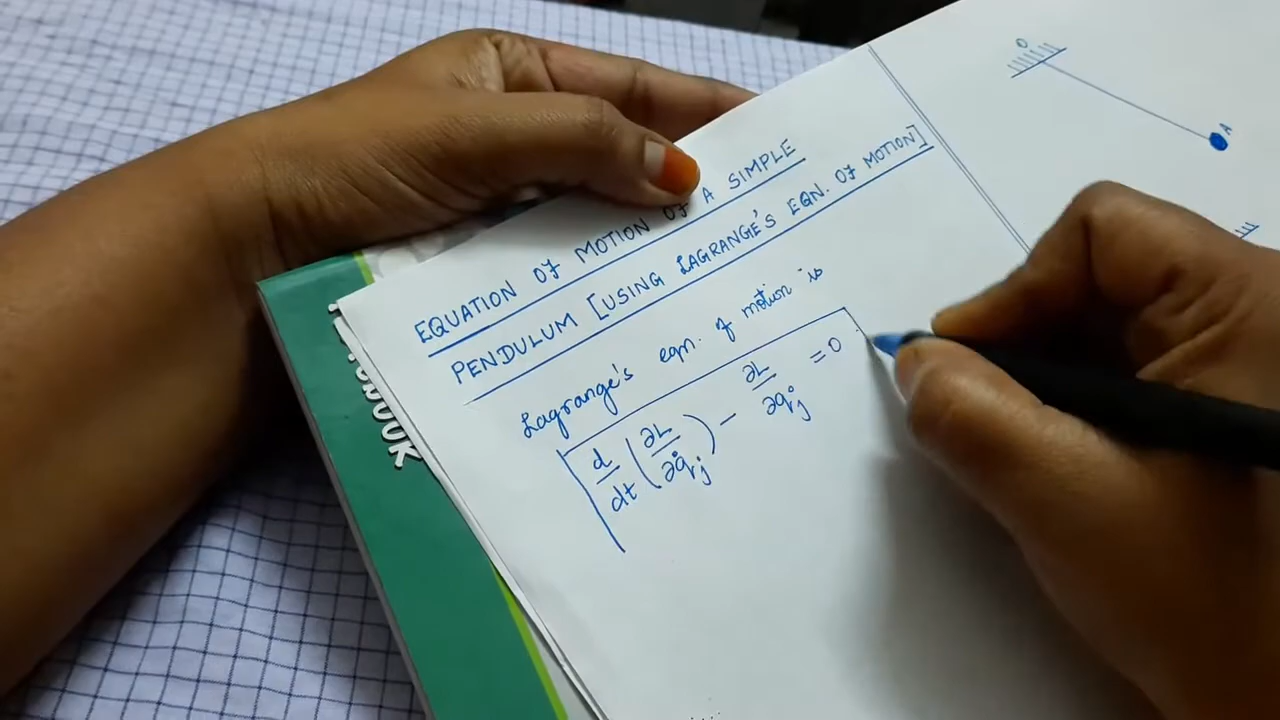 EQUATION OF MOTION OF A SIMPLE
PENDULUM [USING LAGRANGE'S EQN. OF MOTION]
Lagrange's eqn. of motion is
d/dt (∂L/∂q̇j) - ∂L/∂qj = 0
O
A